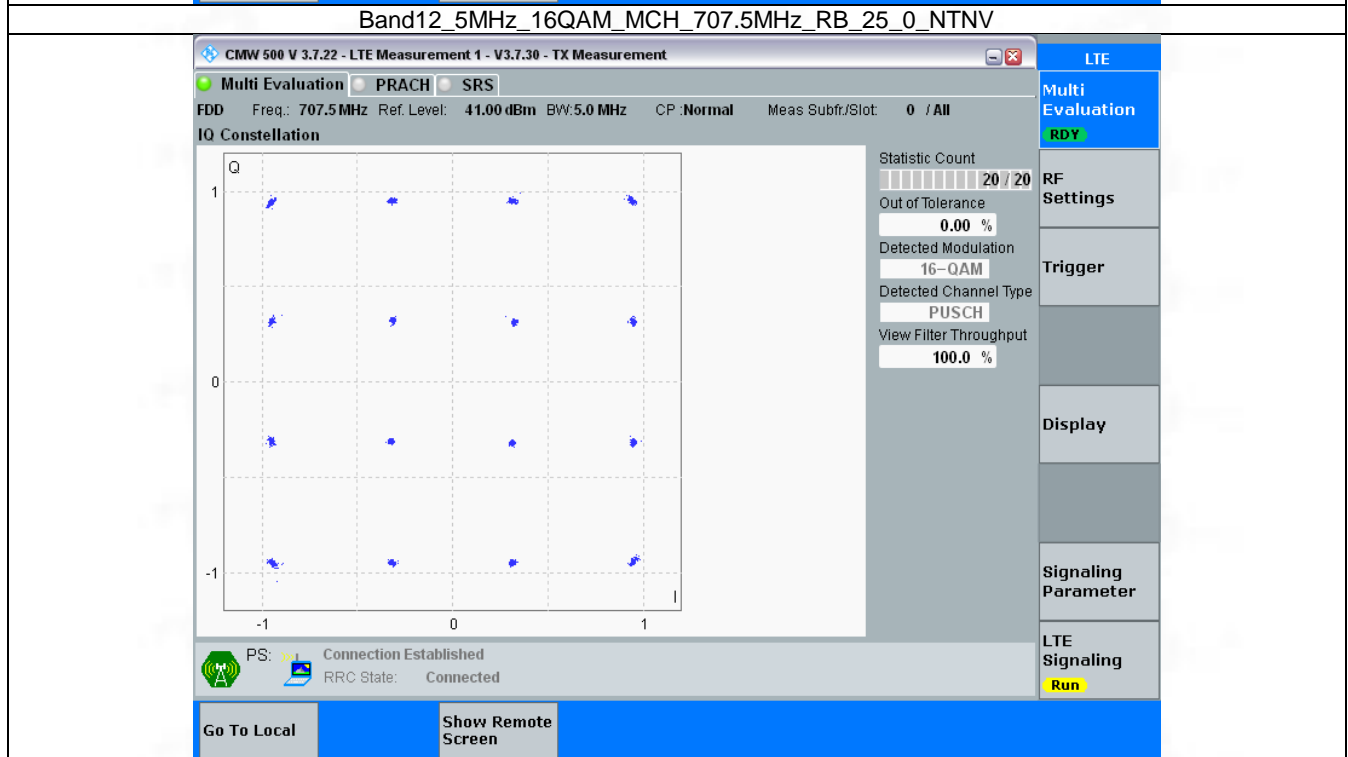 Band12_5MHz_16QAM_MCH_707.5MHz_RB_25_0_NTNV
CMW 500 V 3.7.22 - LTE Measurement 1 - V3.7.30 - TX Measurement
LTE
Multi Evaluation PRACH SRS
Multi
Evaluation
RDY
FDD Freq.: 707.5 MHz Ref. Level: 41.00 dBm BW:5.0 MHz CP :Normal Meas Subfr./Slot: 0 / All
IQ Constellation
Q
1
0
-1
I
-1 0 1
Statistic Count
20 / 20
Out of Tolerance
0.00 %
Detected Modulation
16-QAM
Detected Channel Type
PUSCH
View Filter Throughput
100.0 %
RF
Settings
Trigger
Display
Signaling
Parameter
LTE
Signaling
Run
PS: Connection Established
RRC State: Connected
Go To Local
Show Remote
Screen